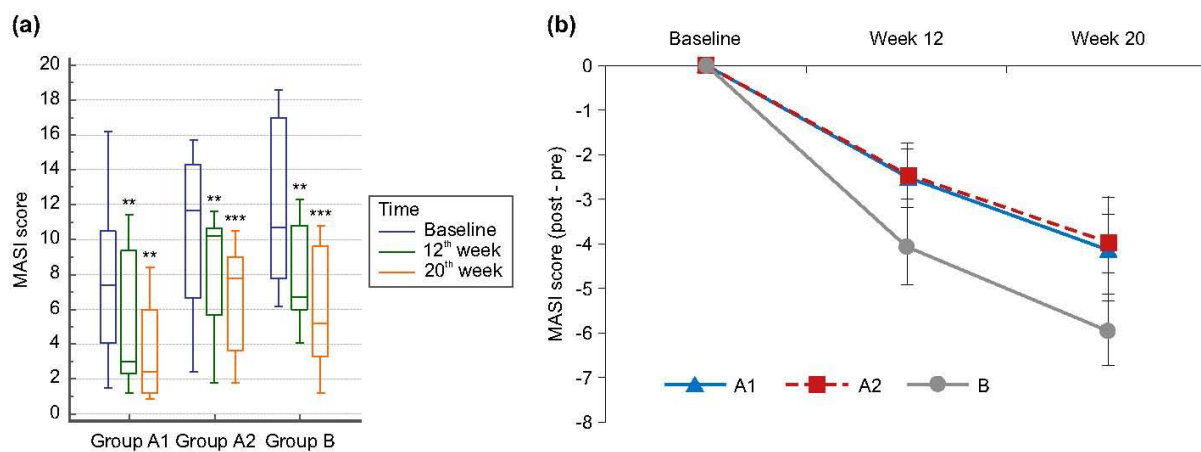 (a)
MASI score
20
18
16
14
12
10
8
6
4
2
0
**
**
**
***
**
***
Group A1 Group A2 Group B
Time
Baseline
12th week
20th week
(b)
Baseline Week 12 Week 20
MASI score (post - pre)
0
-1
-2
-3
-4
-5
-6
-7
-8
A1 A2 B